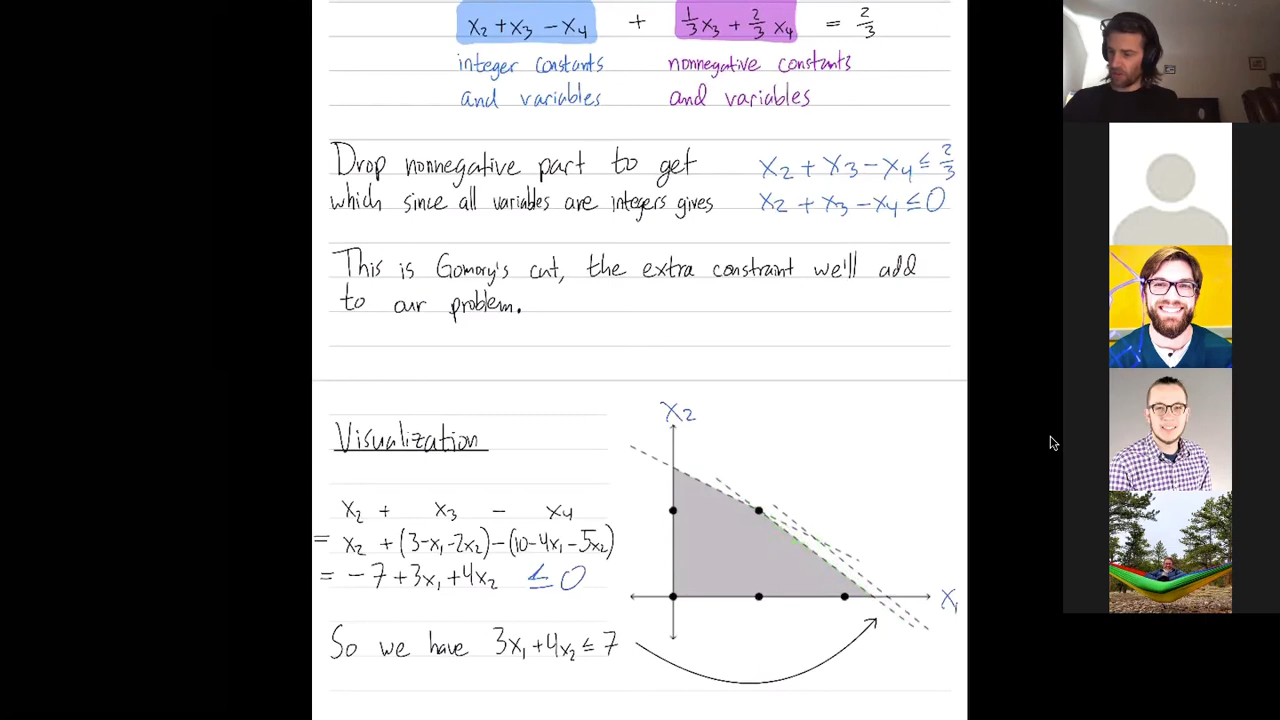 x₂ + x₃ − x₄ + 1/3 x₃ + 2/3 x₄ = 2/3
integer constants nonnegative constants
and variables and variables
Drop nonnegative part to get x₂ + x₃ − x₄ ≤ 2/3
which since all variables are integers gives x₂ + x₃ − x₄ ≤ 0
This is Gomory's cut, the extra constraint we'll add
to our problem.
Visualization
x₂
x₂ + x₃ − x₄
= x₂ + (3−x₁−2x₂) − (10−4x₁−5x₂)
= −7 + 3x₁ + 4x₂ ≤ 0
x₁
So we have 3x₁ + 4x₂ ≤ 7